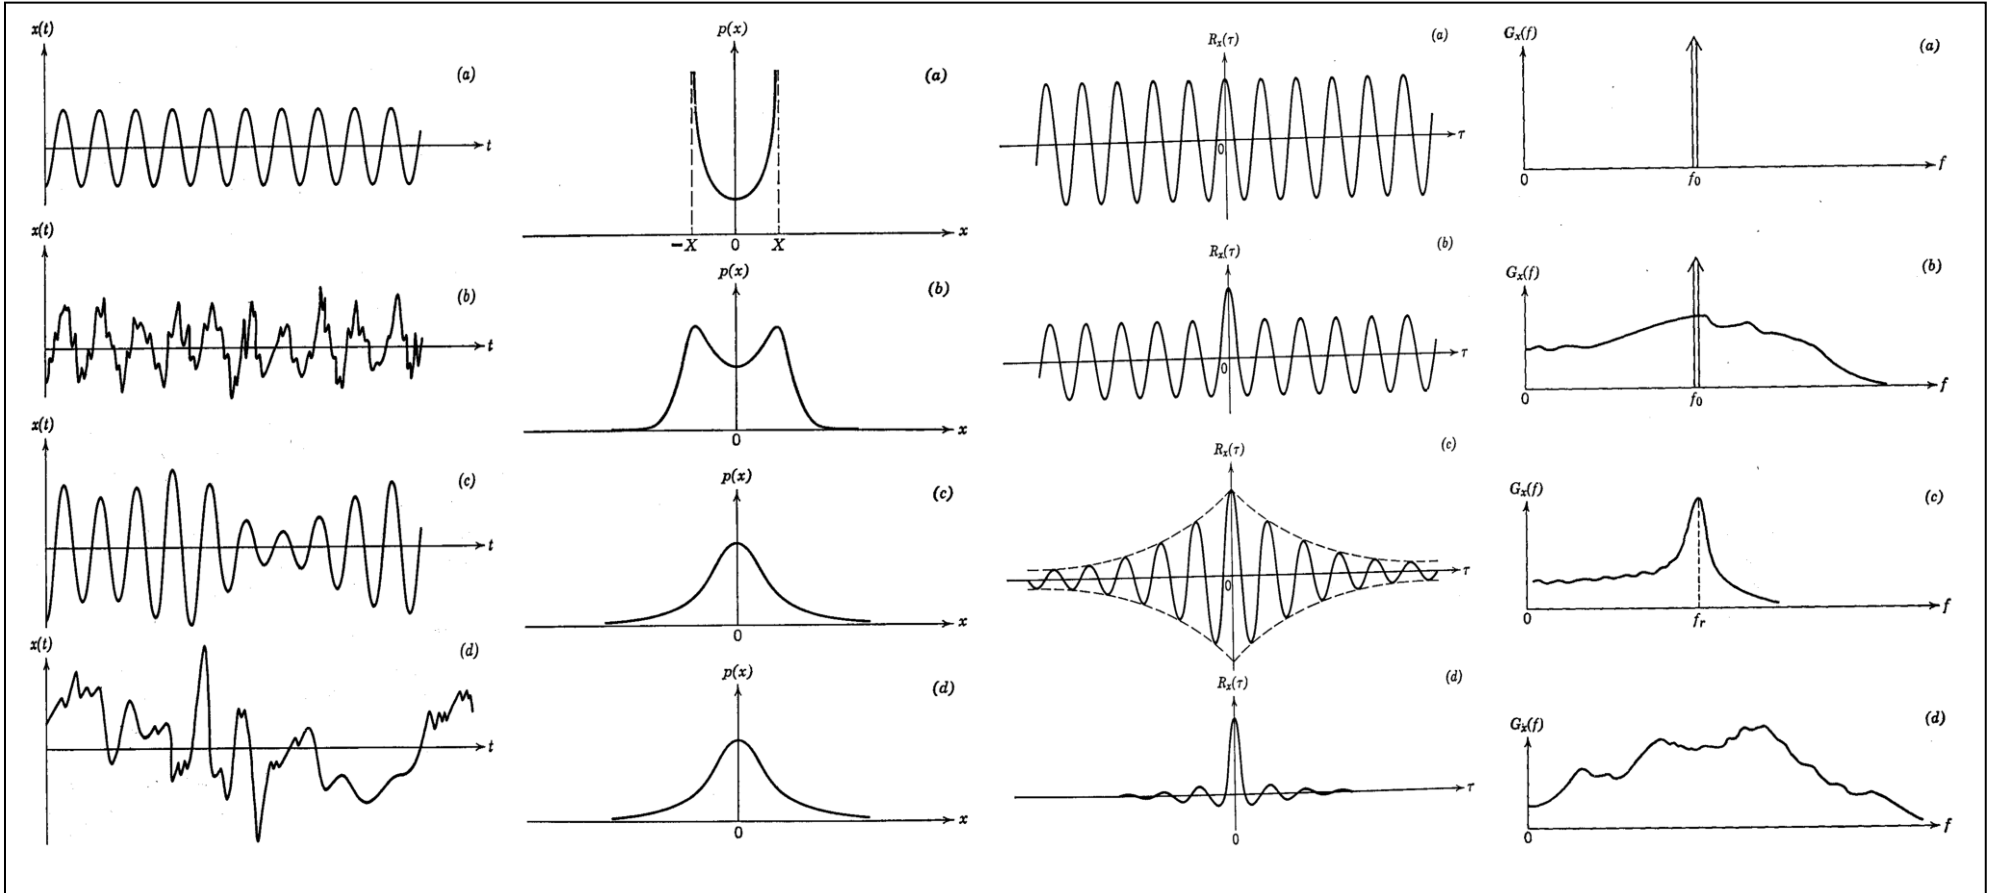 x(t)
(a)
t
x(t)
(b)
t
x(t)
(c)
t
x(t)
(d)
t
p(x)
(a)
-X 0 X x
p(x)
(b)
0 x
p(x)
(c)
0 x
p(x)
(d)
0 x
Rx(τ)
(a)
0 τ
Rx(τ)
(b)
0 τ
Rx(τ)
(c)
0 τ
Rx(τ)
(d)
0 τ
Gx(f)
(a)
0 f0 f
Gx(f)
(b)
0 f0 f
Gx(f)
(c)
0 fr f
Gx(f)
(d)
0 f